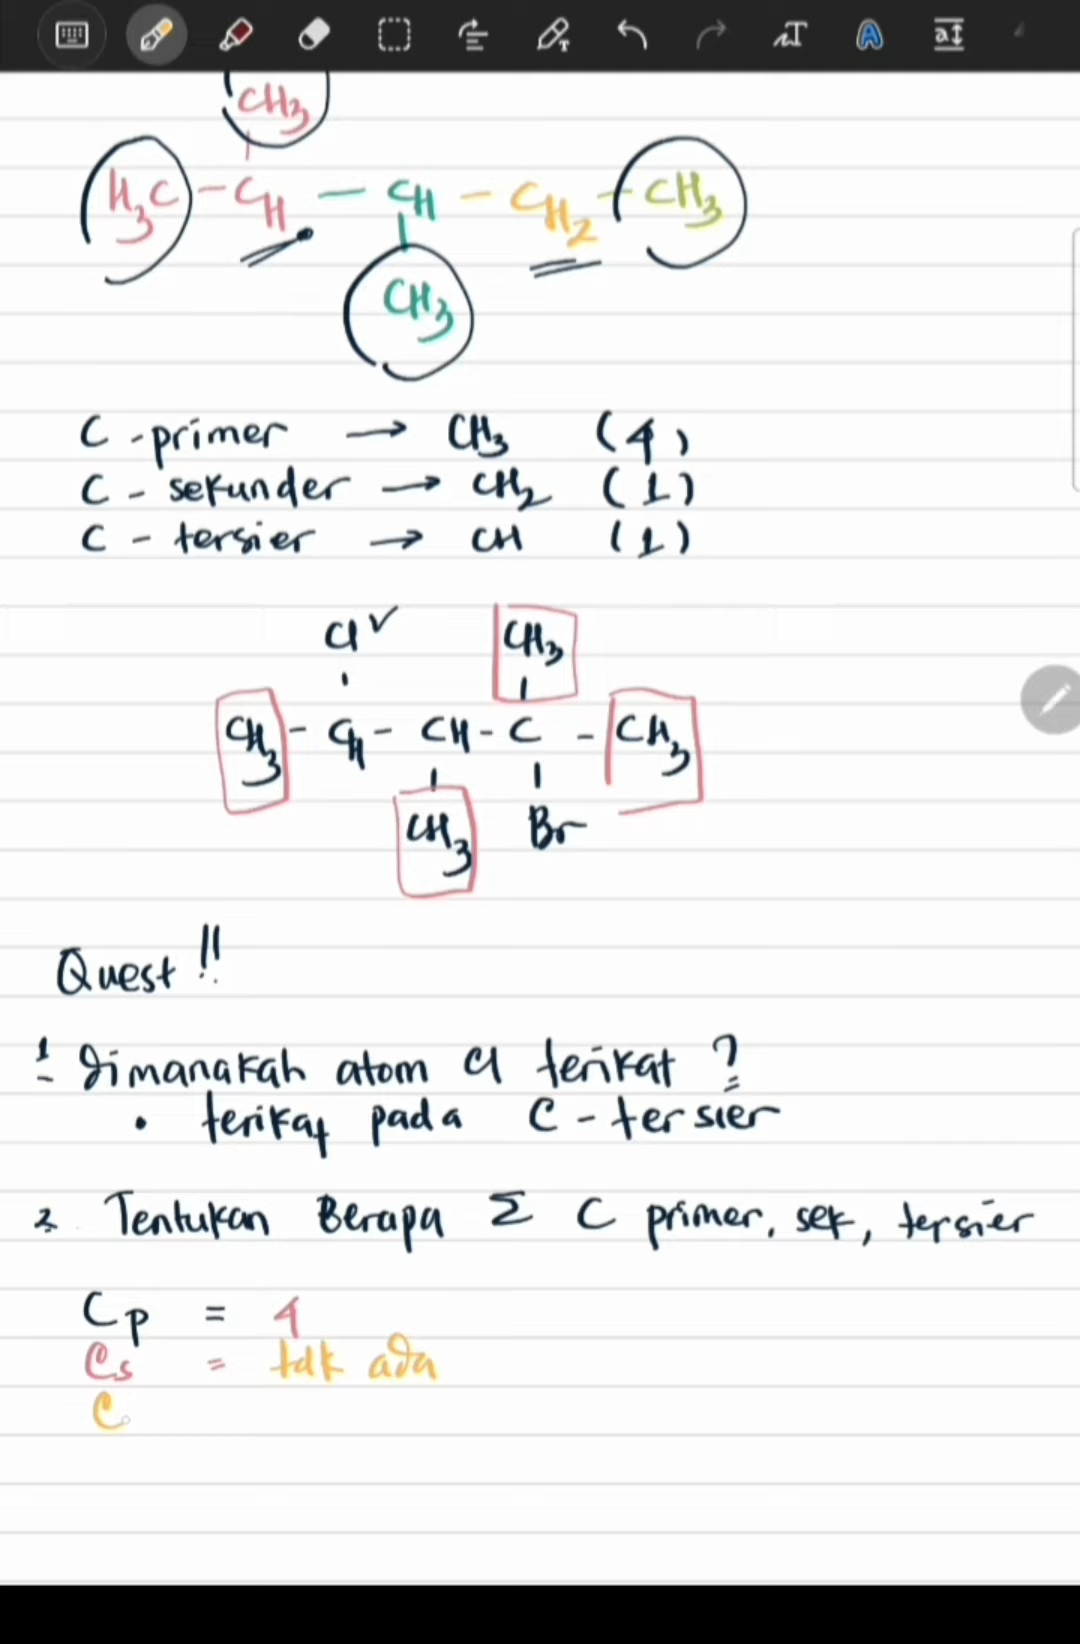 CH3
H3C - CH - CH - CH2 - CH3
CH3
C - primer → CH3 (4)
C - sekunder → CH2 (1)
C - tersier → CH (1)
Cl ✓ CH3
CH3 - CH - CH - C - CH3
CH3 Br
Quest !!
1. Dimanakah atom Cl terikat ?
• terikat pada C - tersier
2. Tentukan Berapa Σ C primer, sek, tersier
Cp = 4
Cs = tdk ada
C